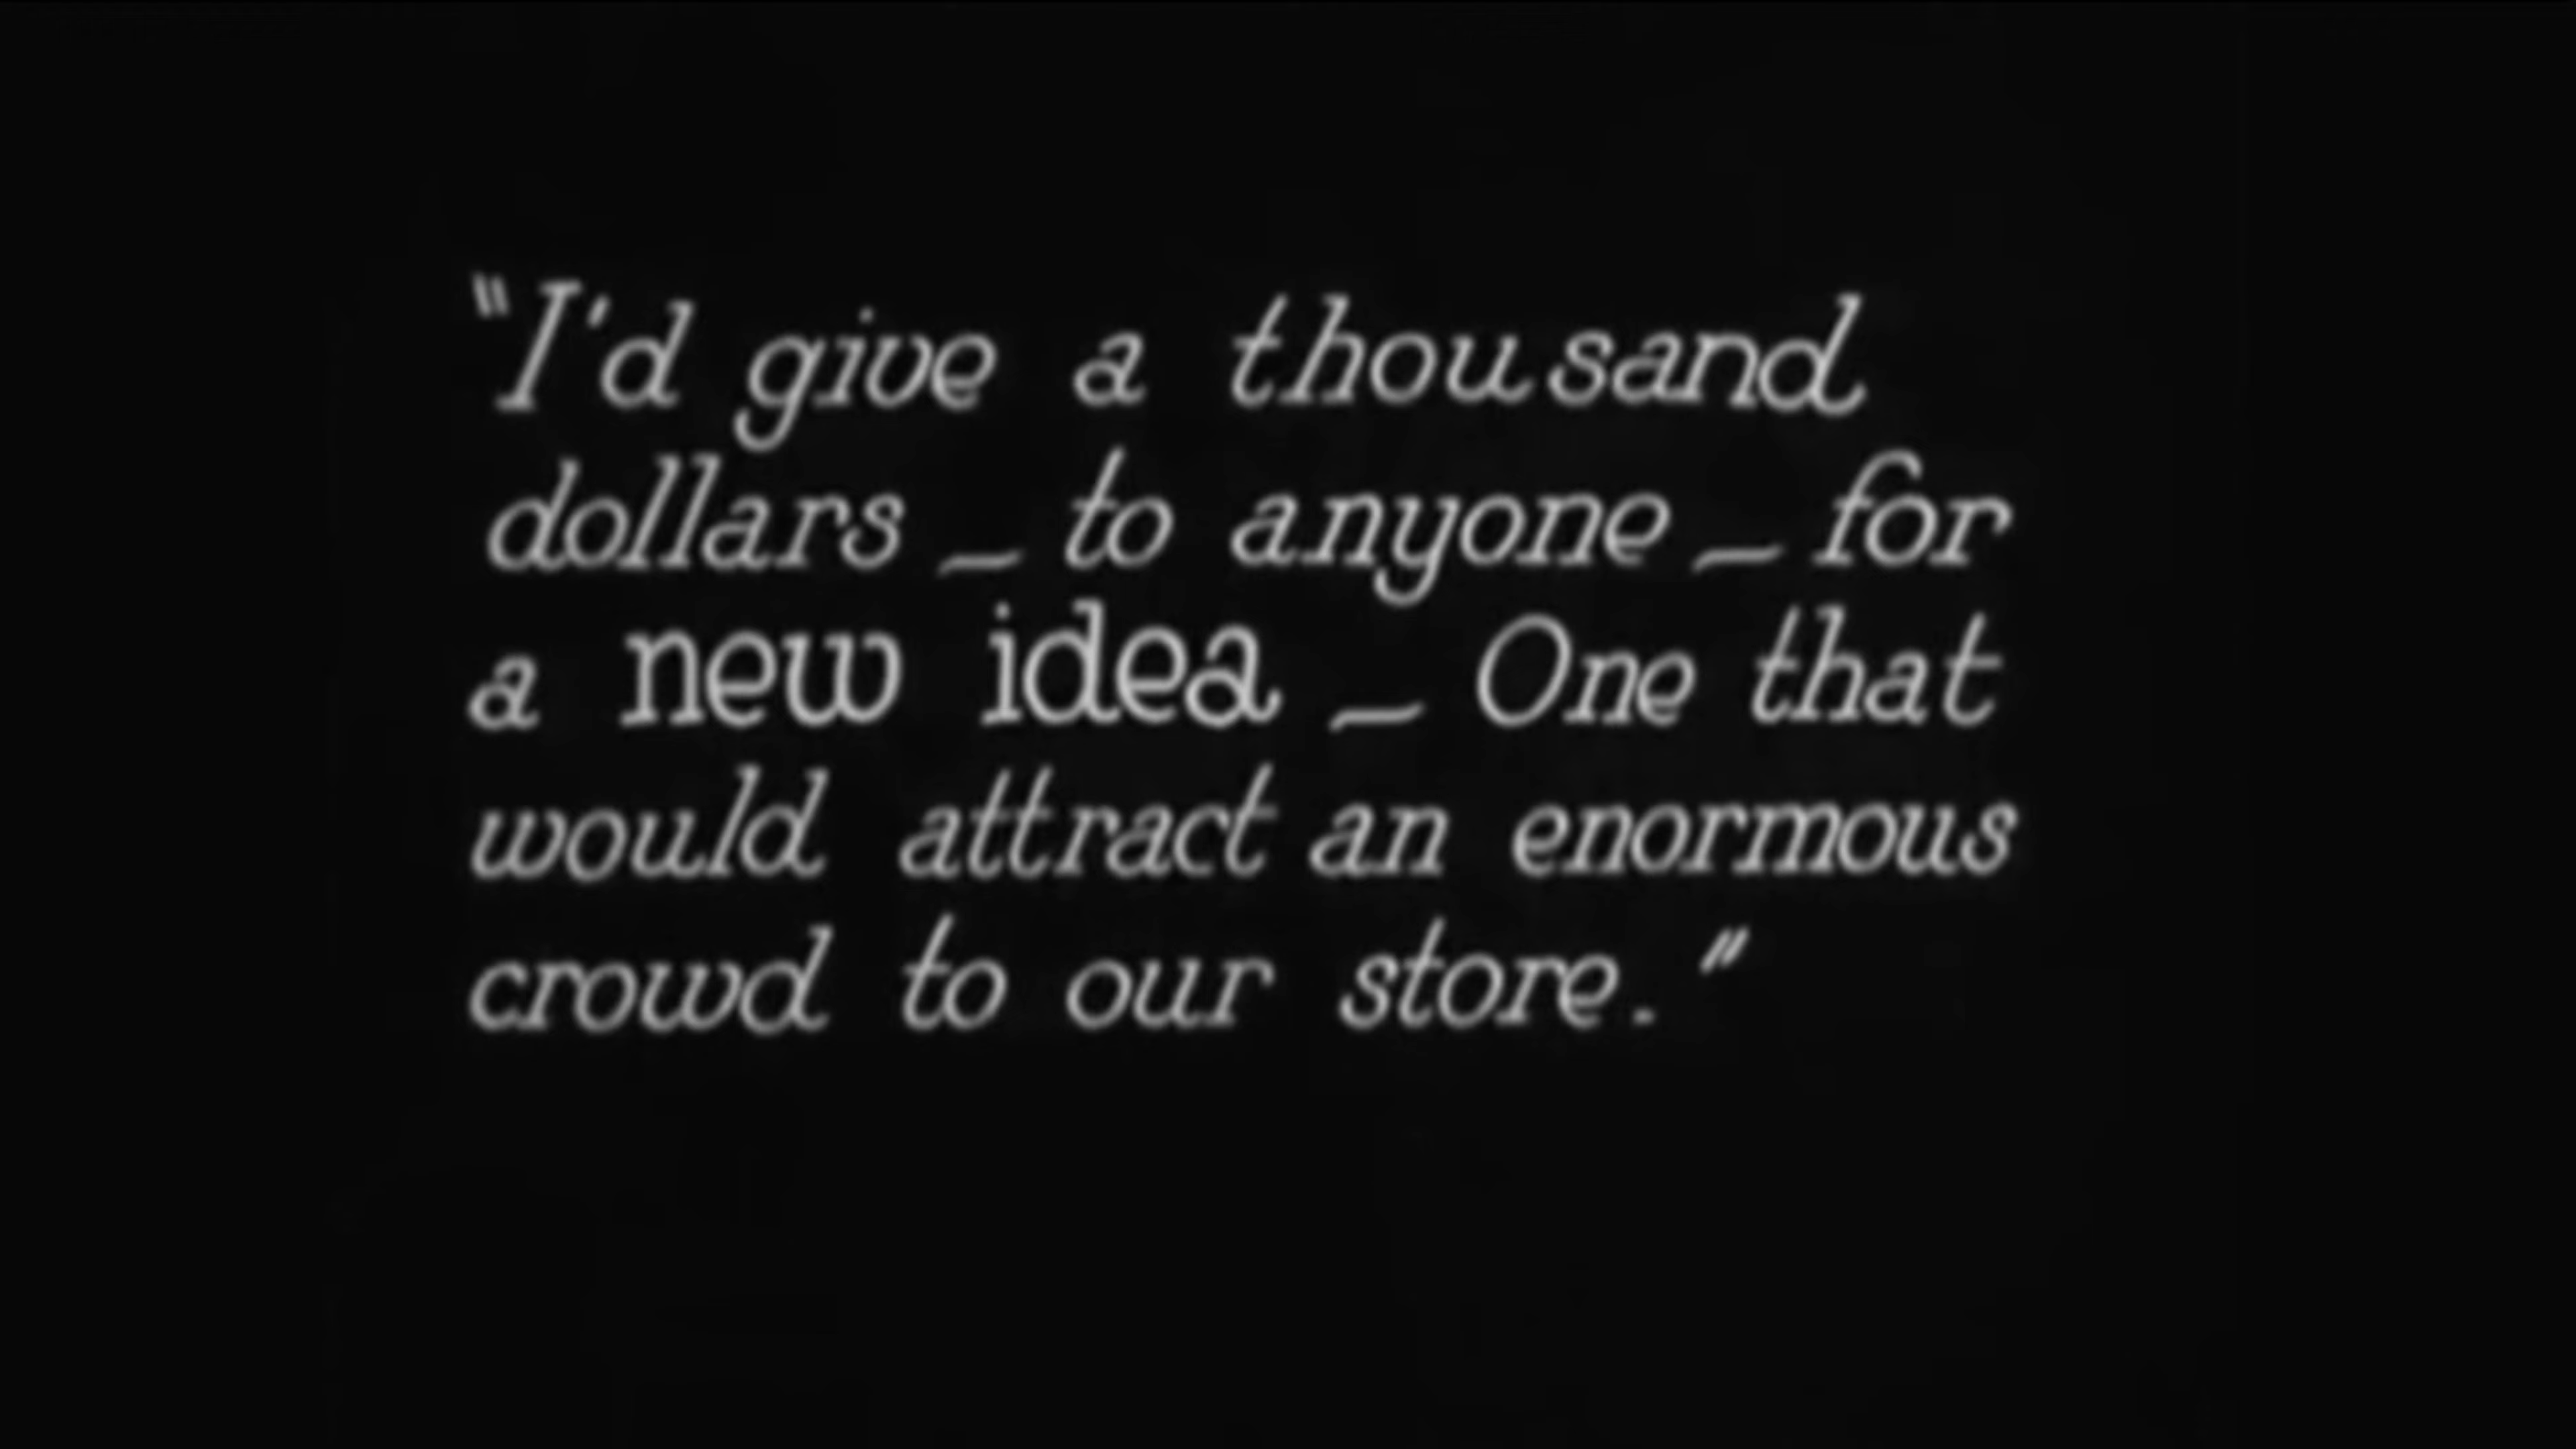 "I'd give a thousand
dollars — to anyone — for
a new idea — One that
would attract an enormous
crowd to our store."